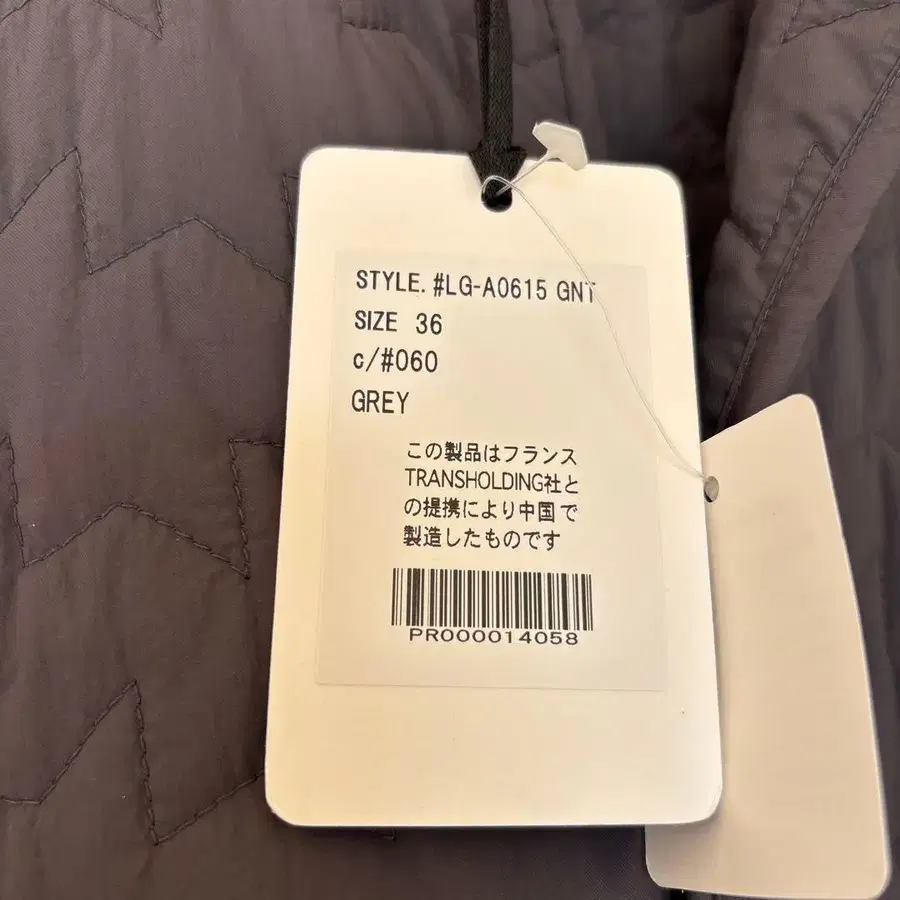 STYLE. #LG-A0615 GNT
SIZE 36
c/#060
GREY
この製品はフランス
TRANSHOLDING社と
の提携により中国で
製造したものです
PR000014058